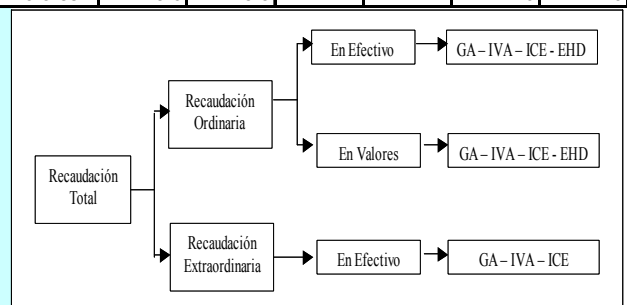 En Efectivo
GA – IVA – ICE - EHD
Recaudación
Ordinaria
En Valores
GA – IVA – ICE - EHD
Recaudación
Total
Recaudación
Extraordinaria
En Efectivo
GA – IVA – ICE